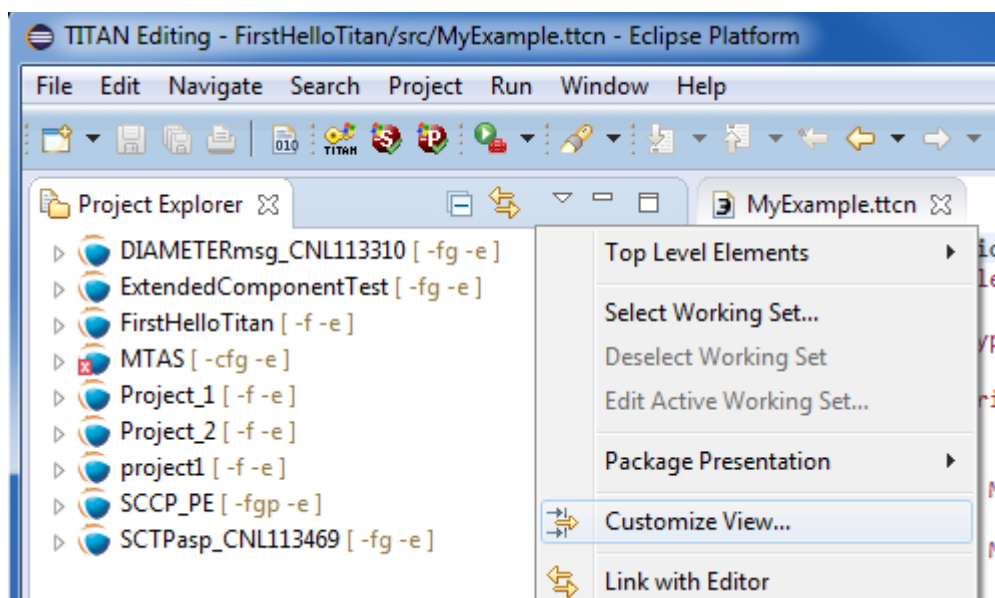 TITAN Editing - FirstHelloTitan/src/MyExample.ttcn - Eclipse Platform
File Edit Navigate Search Project Run Window Help
010 TITAN S P
Project Explorer MyExample.ttcn
DIAMETERmsg_CNL113310 [ -fg -e ]
ExtendedComponentTest [ -fg -e ]
FirstHelloTitan [ -f -e ]
MTAS [ -cfg -e ]
Project_1 [ -f -e ]
Project_2 [ -f -e ]
project1 [ -f -e ]
SCCP_PE [ -fgp -e ]
SCTPasp_CNL113469 [ -fg -e ]
Top Level Elements
Select Working Set...
Deselect Working Set
Edit Active Working Set...
Package Presentation
Customize View...
Link with Editor